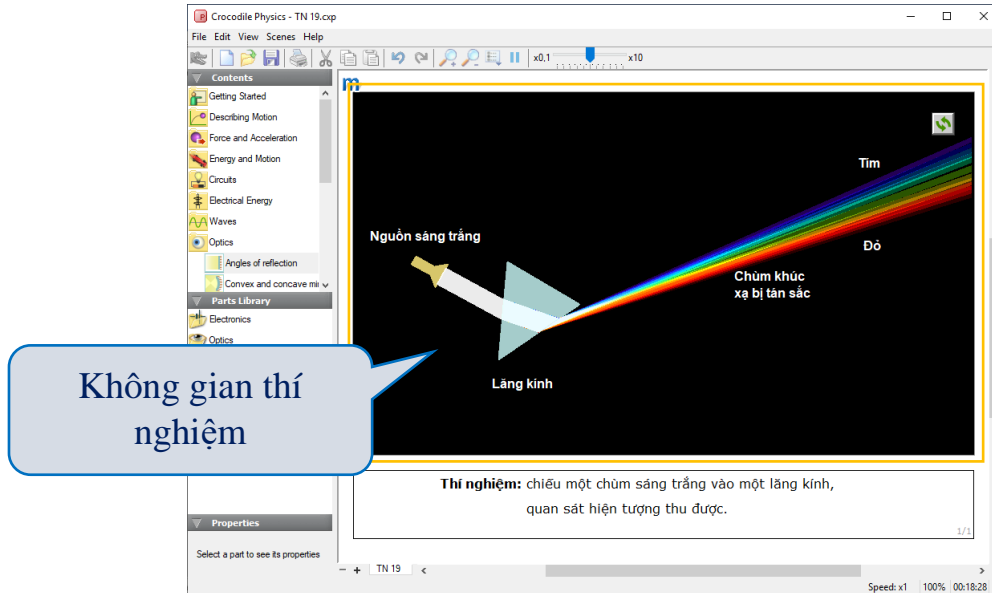 Crocodile Physics - TN 19.cxp
File Edit View Scenes Help
x0,1
x10
Contents
Getting Started
Describing Motion
Force and Acceleration
Energy and Motion
Circuits
Electrical Energy
Waves
Optics
Angles of reflection
Convex and concave mi
Parts Library
Electronics
Optics
Properties
Select a part to see its properties
m
Tím
Nguồn sáng trắng
Đỏ
Chùm khúc
xạ bị tán sắc
Lăng kính
Không gian thí
nghiệm
Thí nghiệm: chiếu một chùm sáng trắng vào một lăng kính,
quan sát hiện tượng thu được.
1/1
TN 19
Speed: x1 100% 00:18:28